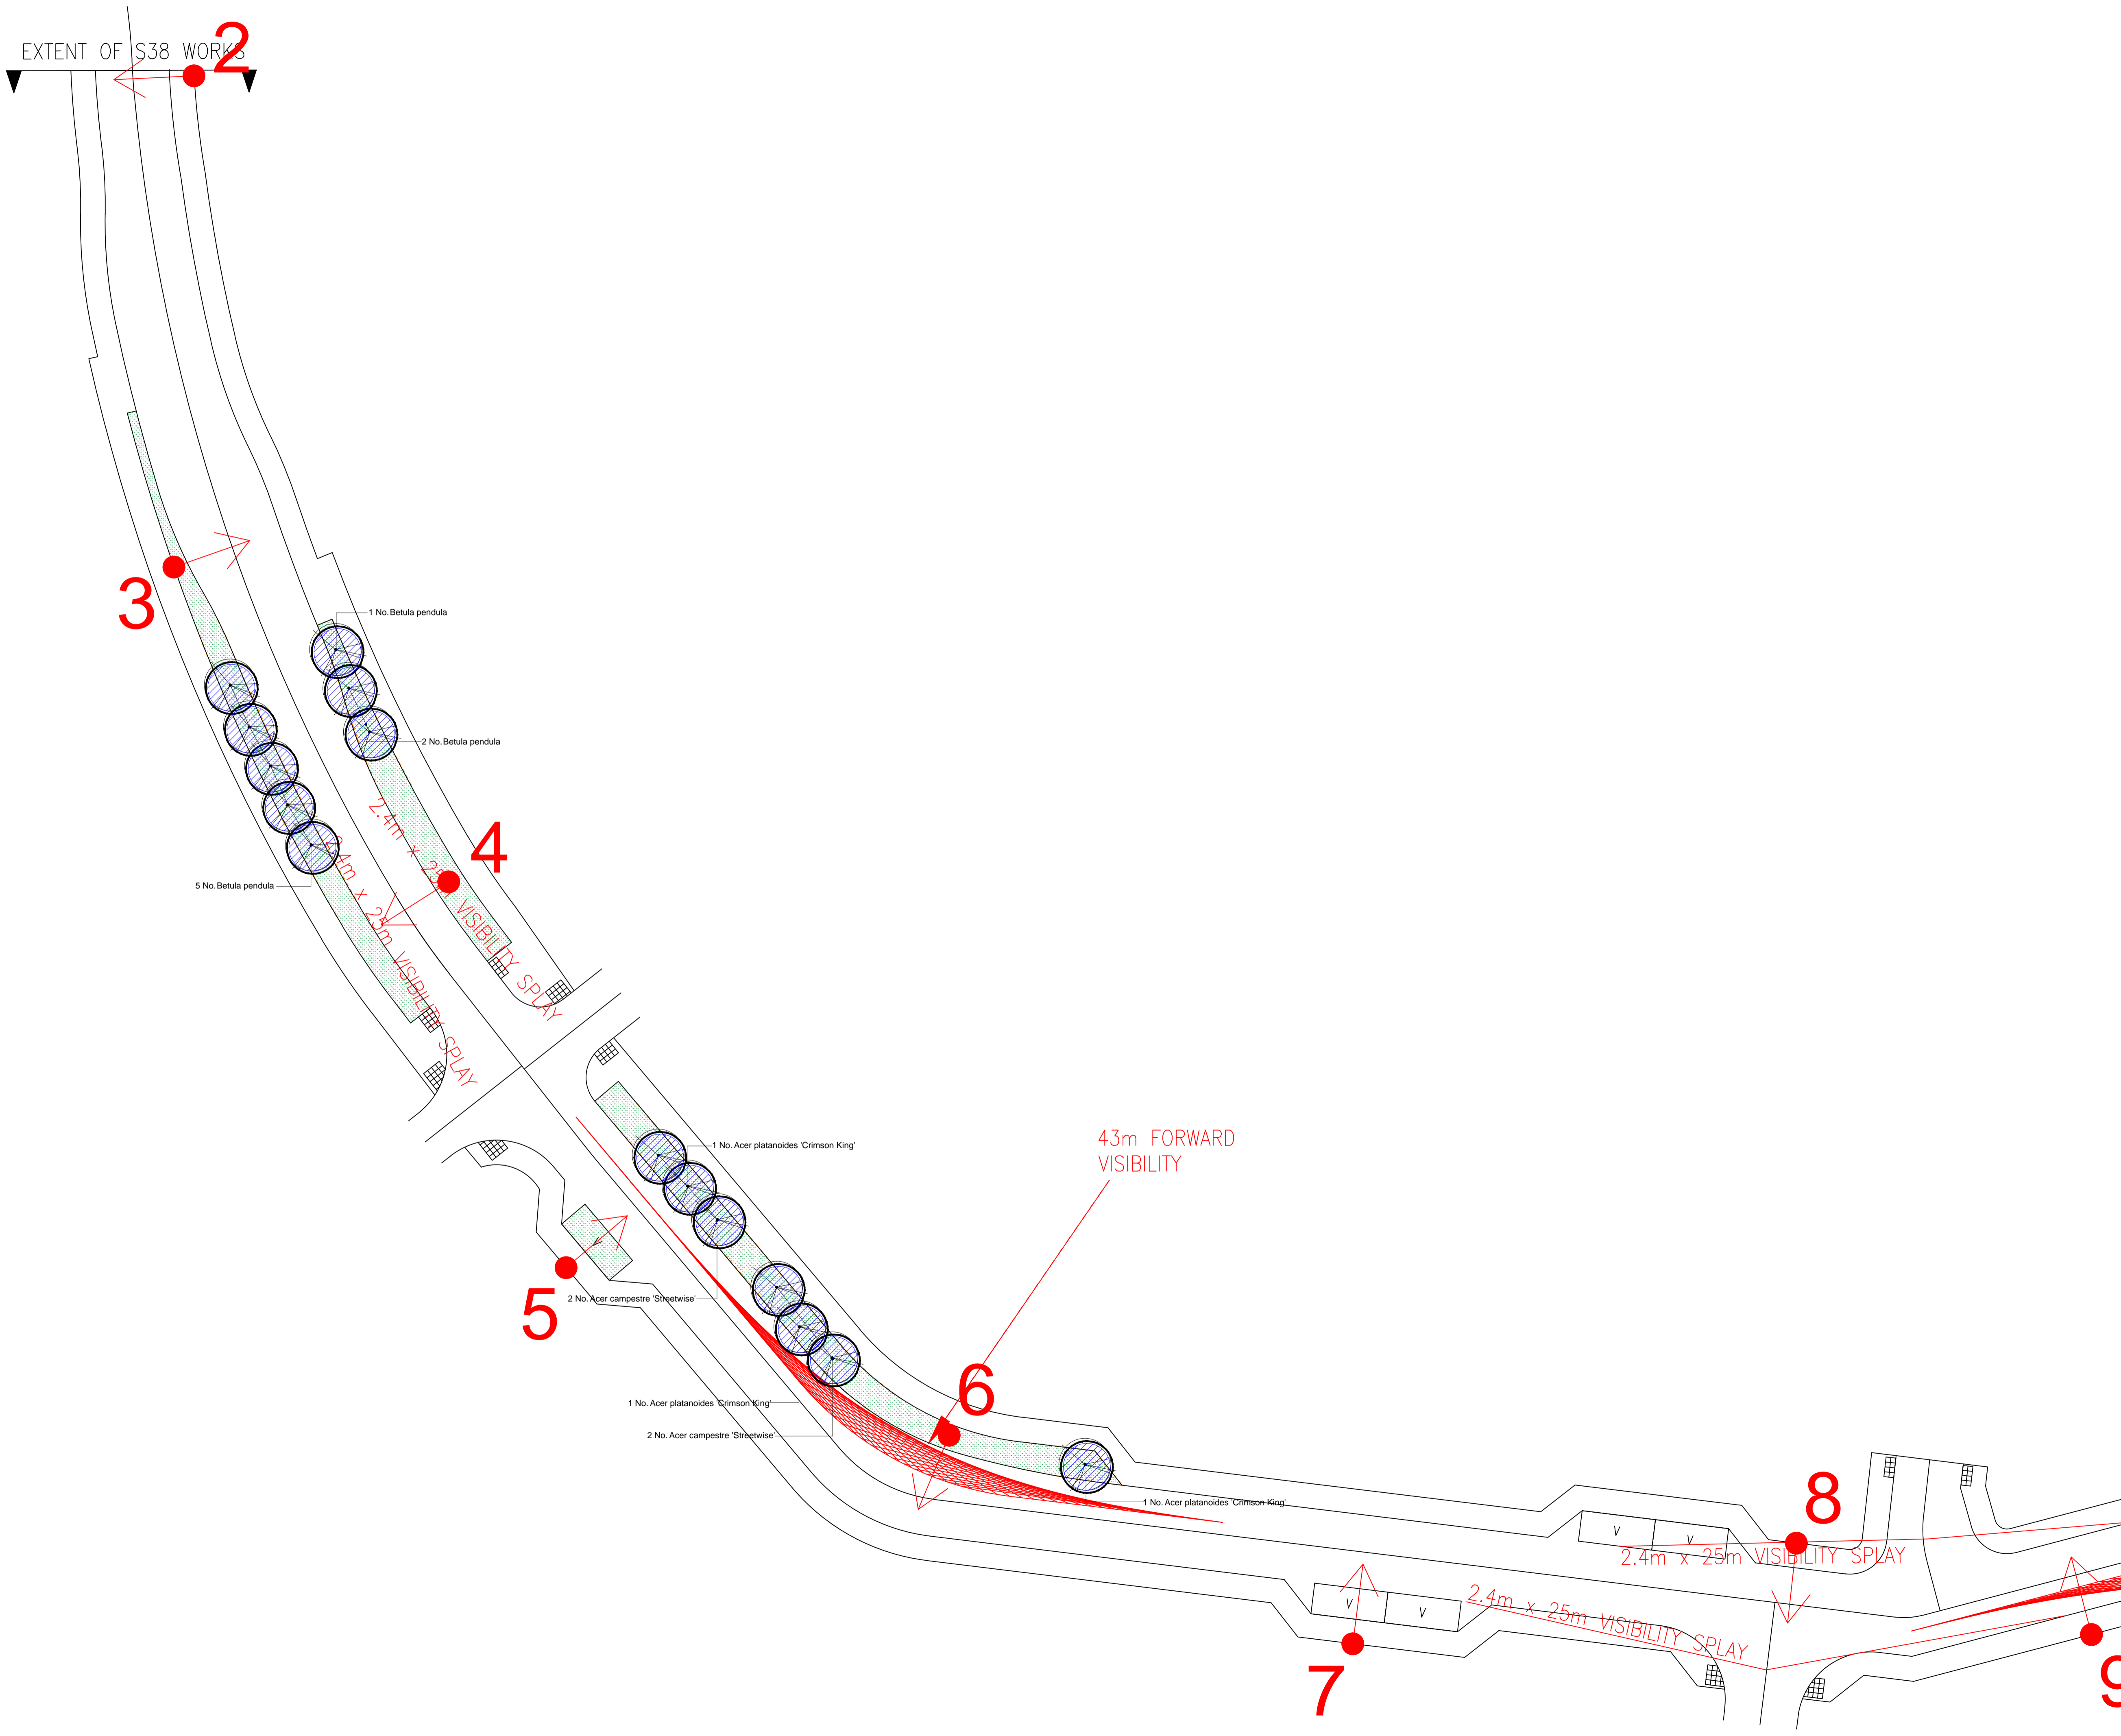 EXTENT OF S38 WORKS
2
3
1 No. Betula pendula
2 No. Betula pendula
4
2.4m x 25m VISIBILITY SPLAY
2.4m x 25m VISIBILITY SPLAY
5 No. Betula pendula
1 No. Acer platanoides 'Crimson King'
43m FORWARD
VISIBILITY
5
2 No. Acer campestre 'Streetwise'
6
1 No. Acer platanoides 'Crimson King'
2 No. Acer campestre 'Streetwise'
1 No. Acer platanoides 'Crimson King'
8
V
V
2.4m x 25m VISIBILITY SPLAY
V
V
2.4m x 25m VISIBILITY SPLAY
7
9